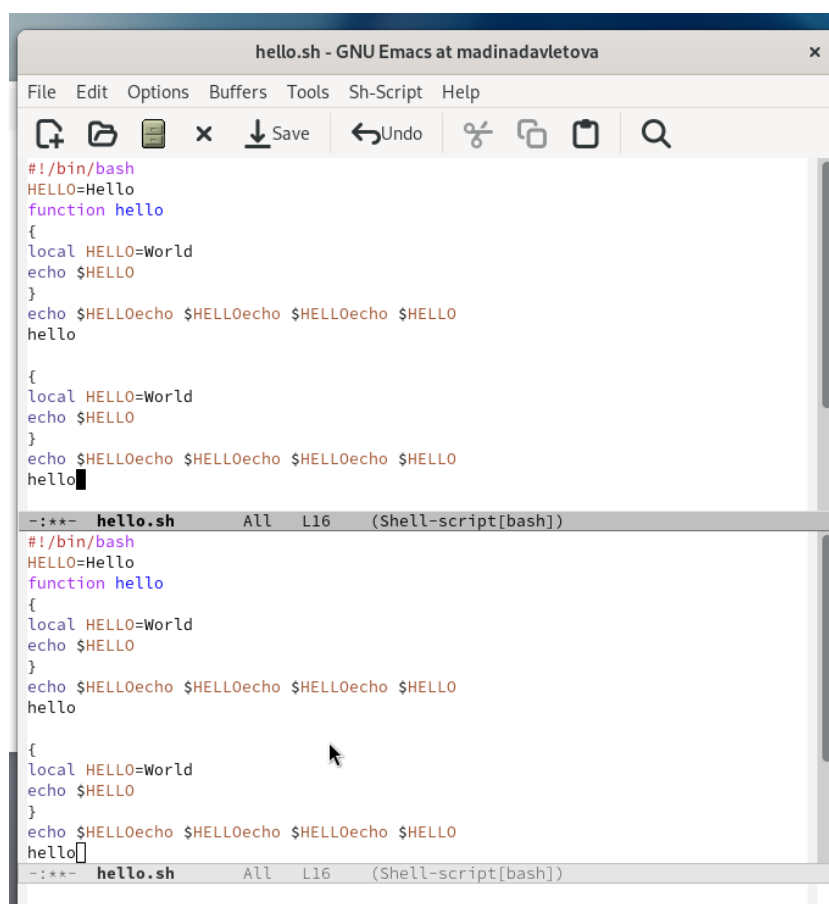 hello.sh - GNU Emacs at madinadavletova
File Edit Options Buffers Tools Sh-Script Help
Save Undo
#!/bin/bash
HELLO=Hello
function hello
{
local HELLO=World
echo $HELLO
}
echo $HELLOecho $HELLOecho $HELLOecho $HELLO
hello
{
local HELLO=World
echo $HELLO
}
echo $HELLOecho $HELLOecho $HELLOecho $HELLO
hello
-:**- hello.sh All L16 (Shell-script[bash])
#!/bin/bash
HELLO=Hello
function hello
{
local HELLO=World
echo $HELLO
}
echo $HELLOecho $HELLOecho $HELLOecho $HELLO
hello
{
local HELLO=World
echo $HELLO
}
echo $HELLOecho $HELLOecho $HELLOecho $HELLO
hello
-:**- hello.sh All L16 (Shell-script[bash])